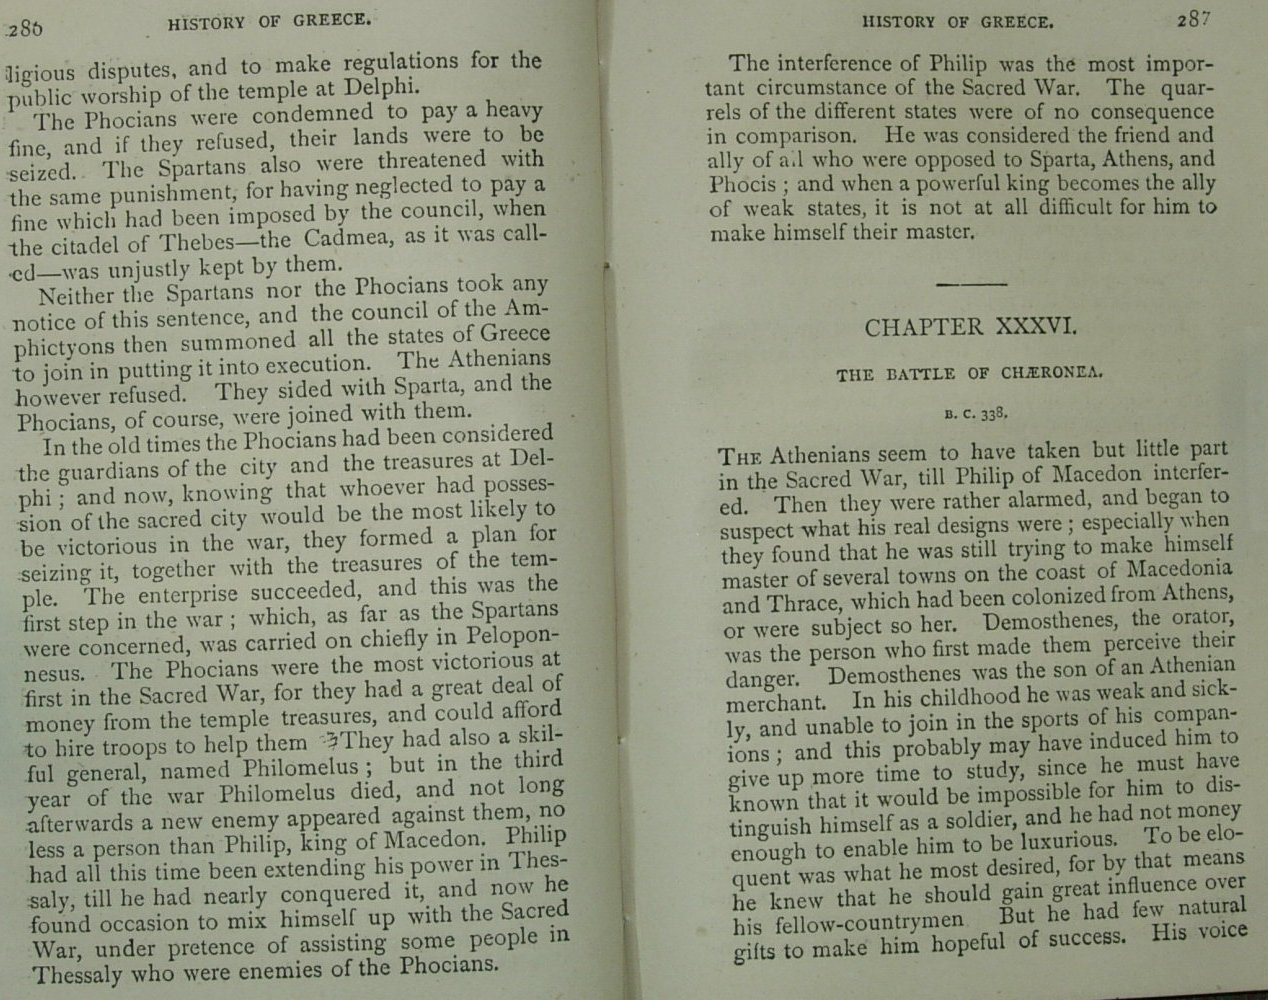 286 HISTORY OF GREECE.
ligious disputes, and to make regulations for the
public worship of the temple at Delphi.
The Phocians were condemned to pay a heavy
fine, and if they refused, their lands were to be
seized. The Spartans also were threatened with
the same punishment, for having neglected to pay a
fine which had been imposed by the council, when
the citadel of Thebes—the Cadmea, as it was call-
ed—was unjustly kept by them.
Neither the Spartans nor the Phocians took any
notice of this sentence, and the council of the Am-
phictyons then summoned all the states of Greece
to join in putting it into execution. The Athenians
however refused. They sided with Sparta, and the
Phocians, of course, were joined with them.
In the old times the Phocians had been considered
the guardians of the city and the treasures at Del-
phi ; and now, knowing that whoever had posses-
sion of the sacred city would be the most likely to
be victorious in the war, they formed a plan for
seizing it, together with the treasures of the tem-
ple. The enterprise succeeded, and this was the
first step in the war ; which, as far as the Spartans
were concerned, was carried on chiefly in Pelopon-
nesus. The Phocians were the most victorious at
first in the Sacred War, for they had a great deal of
money from the temple treasures, and could afford
to hire troops to help them They had also a skil-
ful general, named Philomelus ; but in the third
year of the war Philomelus died, and not long
afterwards a new enemy appeared against them, no
less a person than Philip, king of Macedon. Philip
had all this time been extending his power in Thes-
saly, till he had nearly conquered it, and now he
found occasion to mix himself up with the Sacred
War, under pretence of assisting some people in
Thessaly who were enemies of the Phocians.
HISTORY OF GREECE. 287
The interference of Philip was the most impor-
tant circumstance of the Sacred War. The quar-
rels of the different states were of no consequence
in comparison. He was considered the friend and
ally of all who were opposed to Sparta, Athens, and
Phocis ; and when a powerful king becomes the ally
of weak states, it is not at all difficult for him to
make himself their master.
CHAPTER XXXVI.
THE BATTLE OF CHÆRONEA.
B. C. 338.
THE Athenians seem to have taken but little part
in the Sacred War, till Philip of Macedon interfer-
ed. Then they were rather alarmed, and began to
suspect what his real designs were ; especially when
they found that he was still trying to make himself
master of several towns on the coast of Macedonia
and Thrace, which had been colonized from Athens,
or were subject so her. Demosthenes, the orator,
was the person who first made them perceive their
danger. Demosthenes was the son of an Athenian
merchant. In his childhood he was weak and sick-
ly, and unable to join in the sports of his compan-
ions ; and this probably may have induced him to
give up more time to study, since he must have
known that it would be impossible for him to dis-
tinguish himself as a soldier, and he had not money
enough to enable him to be luxurious. To be elo-
quent was what he most desired, for by that means
he knew that he should gain great influence over
his fellow-countrymen But he had few natural
gifts to make him hopeful of success. His voice